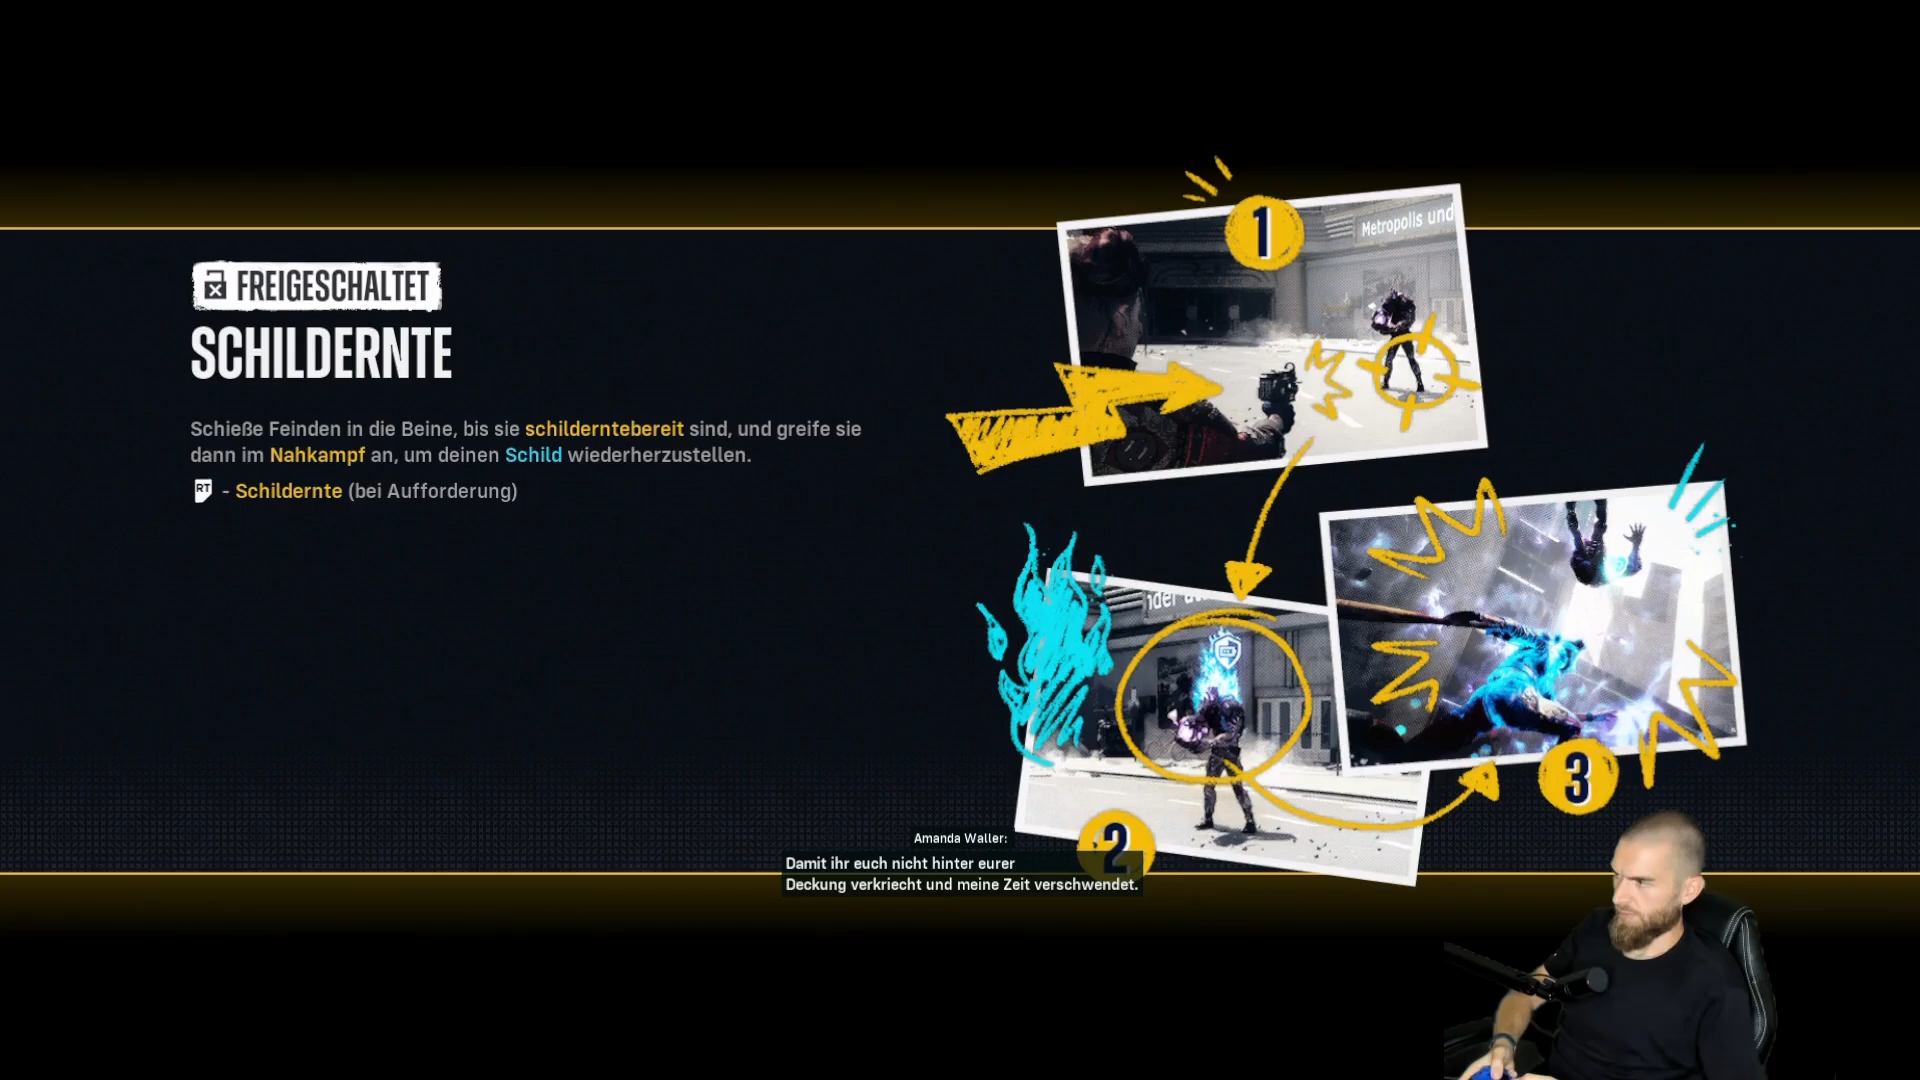 FREIGESCHALTET
SCHILDERNTE
Schieße Feinden in die Beine, bis sie schilderntebereit sind, und greife sie
dann im Nahkampf an, um deinen Schild wiederherzustellen.
RT - Schildernte (bei Aufforderung)
1
Metropolis und
2
3
Amanda Waller:
Damit ihr euch nicht hinter eurer
Deckung verkriecht und meine Zeit verschwendet.